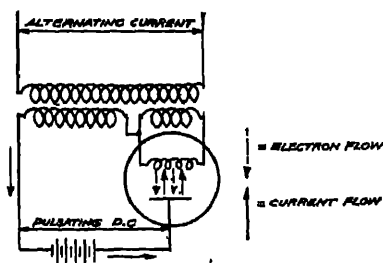 ALTERNATING CURRENT
= ELECTRON FLOW
= CURRENT FLOW
PULSATING D.C